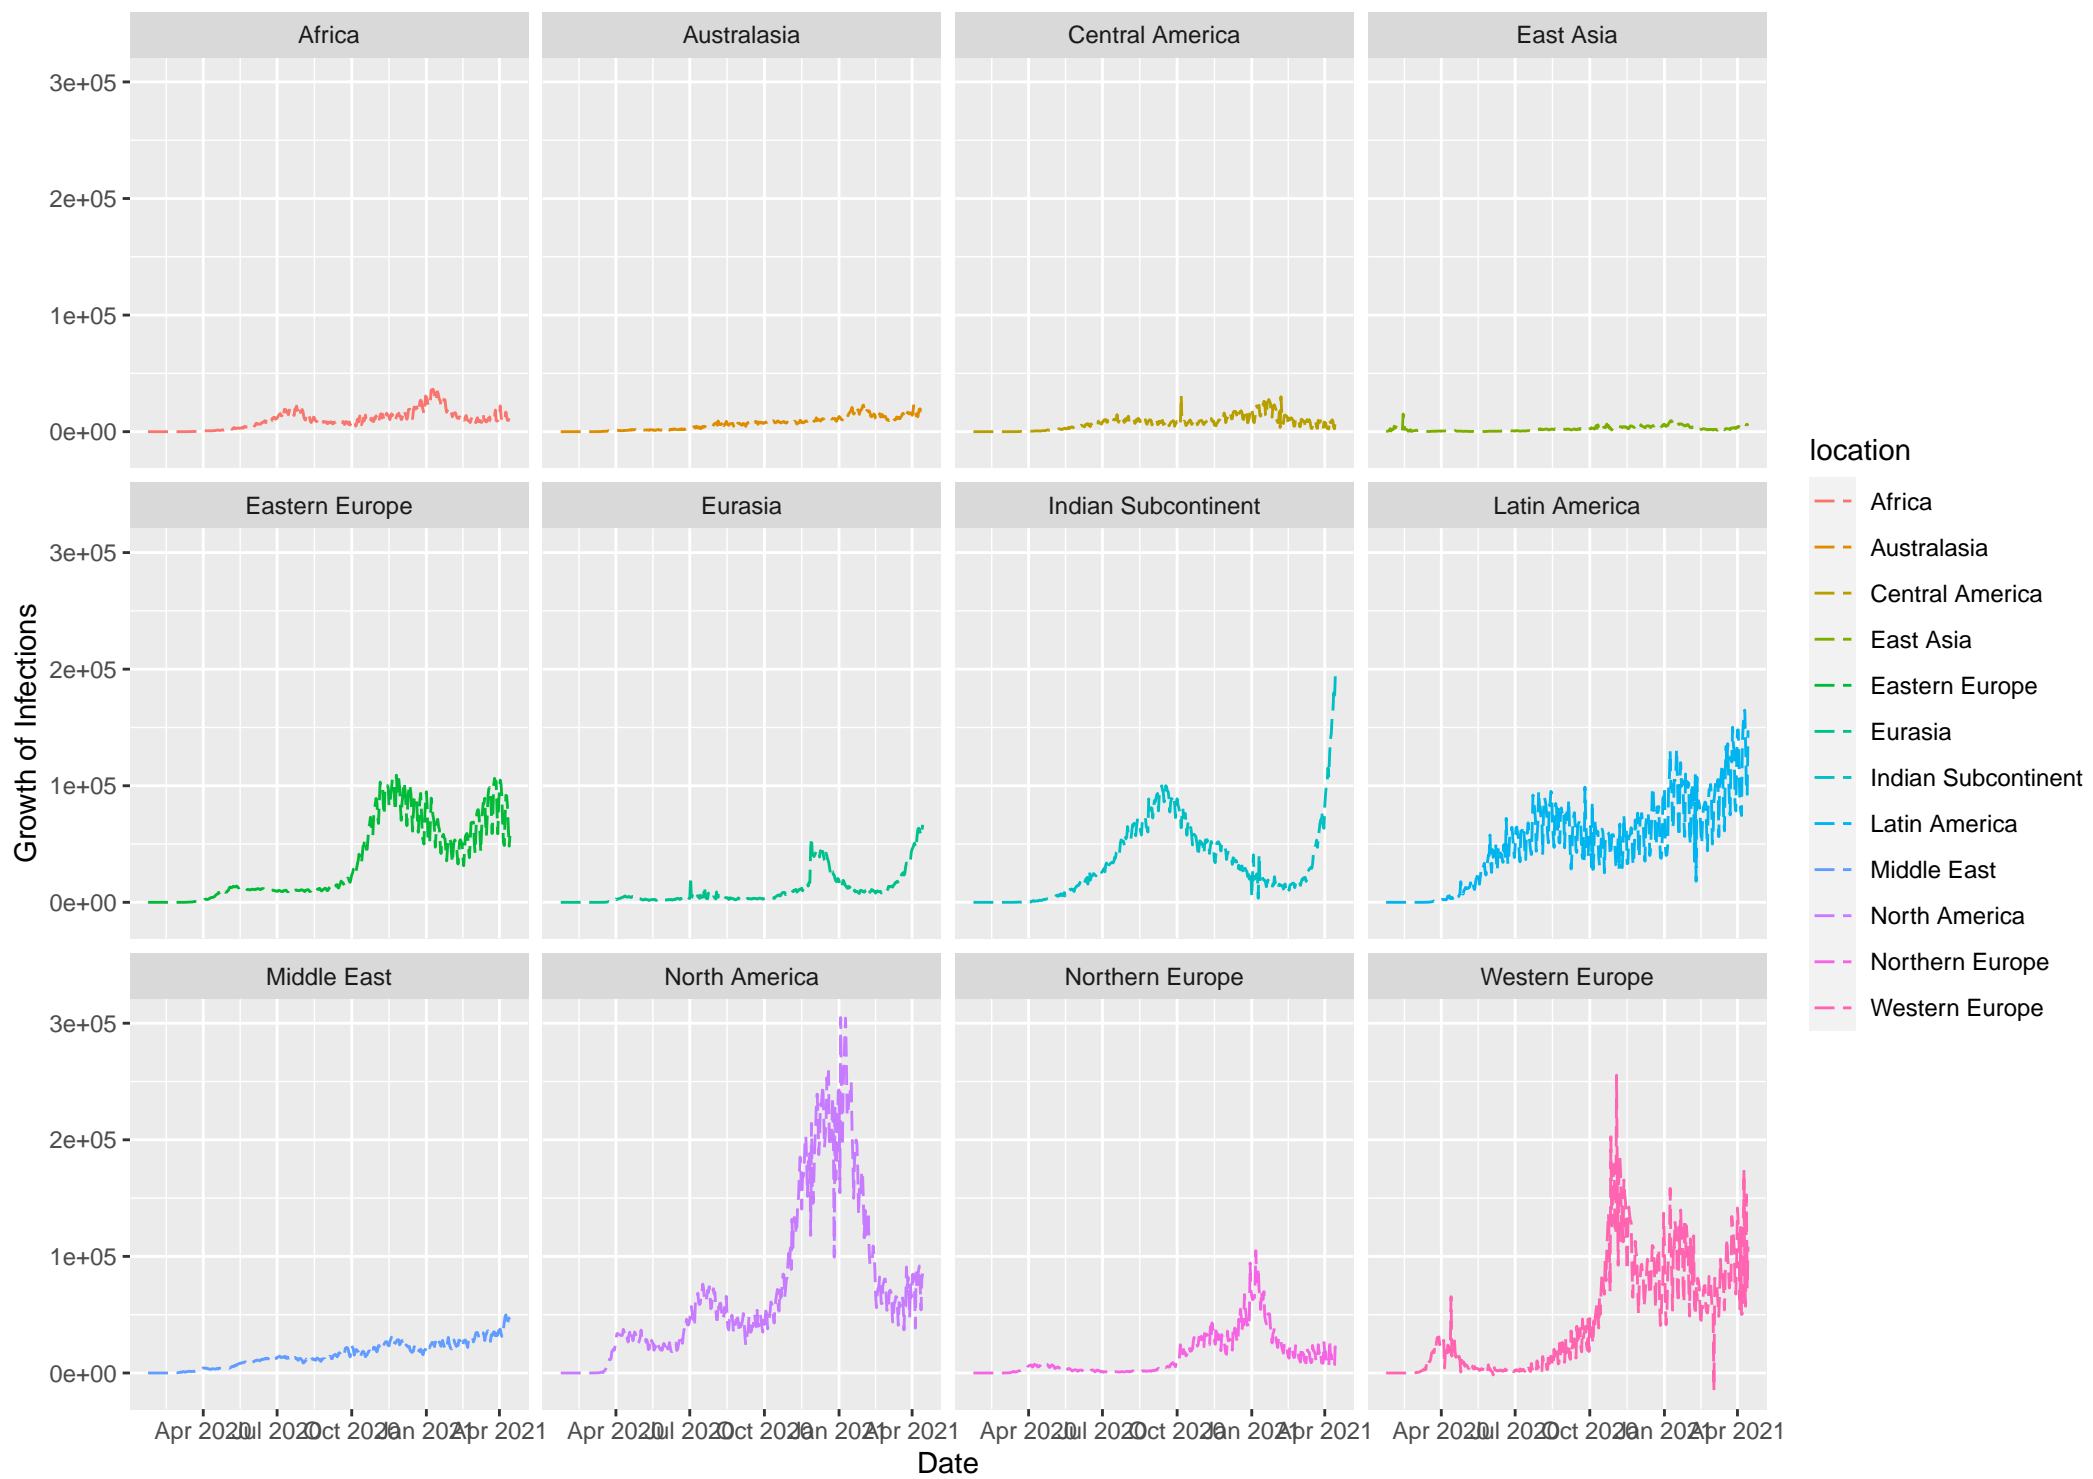 Africa
Australasia
Central America
East Asia
3e+05
2e+05
1e+05
0e+00
Eastern Europe
Eurasia
Indian Subcontinent
Latin America
3e+05
2e+05
1e+05
0e+00
Middle East
North America
Northern Europe
Western Europe
3e+05
2e+05
1e+05
0e+00
Apr 2020 Jul 2020 Oct 2020 Jan 2021 Apr 2021
Apr 2020 Jul 2020 Oct 2020 Jan 2021 Apr 2021
Apr 2020 Jul 2020 Oct 2020 Jan 2021 Apr 2021
Apr 2020 Jul 2020 Oct 2020 Jan 2021 Apr 2021
Date
Growth of Infections
location
Africa
Australasia
Central America
East Asia
Eastern Europe
Eurasia
Indian Subcontinent
Latin America
Middle East
North America
Northern Europe
Western Europe